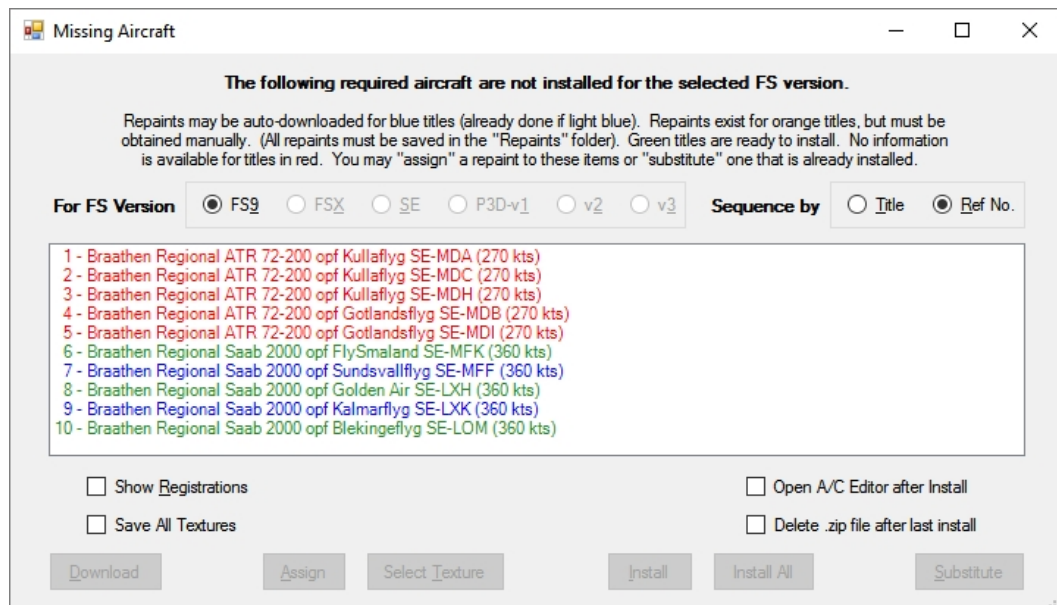 Missing Aircraft
The following required aircraft are not installed for the selected FS version.
Repaints may be auto-downloaded for blue titles (already done if light blue).  Repaints exist for orange titles, but must be
obtained manually.  (All repaints must be saved in the "Repaints" folder).  Green titles are ready to install.  No information
is available for titles in red.  You may "assign" a repaint to these items or "substitute" one that is already installed.
For FS Version FS9 FSX SE P3D-v1 v2 v3 Sequence by Title Ref No.
1 - Braathen Regional ATR 72-200 opf Kullaflyg SE-MDA (270 kts)
2 - Braathen Regional ATR 72-200 opf Kullaflyg SE-MDC (270 kts)
3 - Braathen Regional ATR 72-200 opf Kullaflyg SE-MDH (270 kts)
4 - Braathen Regional ATR 72-200 opf Gotlandsflyg SE-MDB (270 kts)
5 - Braathen Regional ATR 72-200 opf Gotlandsflyg SE-MDI (270 kts)
6 - Braathen Regional Saab 2000 opf FlySmaland SE-MFK (360 kts)
7 - Braathen Regional Saab 2000 opf Sundsvallflyg SE-MFF (360 kts)
8 - Braathen Regional Saab 2000 opf Golden Air SE-LXH (360 kts)
9 - Braathen Regional Saab 2000 opf Kalmarflyg SE-LXK (360 kts)
10 - Braathen Regional Saab 2000 opf Blekingeflyg SE-LOM (360 kts)
Show Registrations Open A/C Editor after Install
Save All Textures Delete .zip file after last install
Download Assign Select Texture Install Install All Substitute